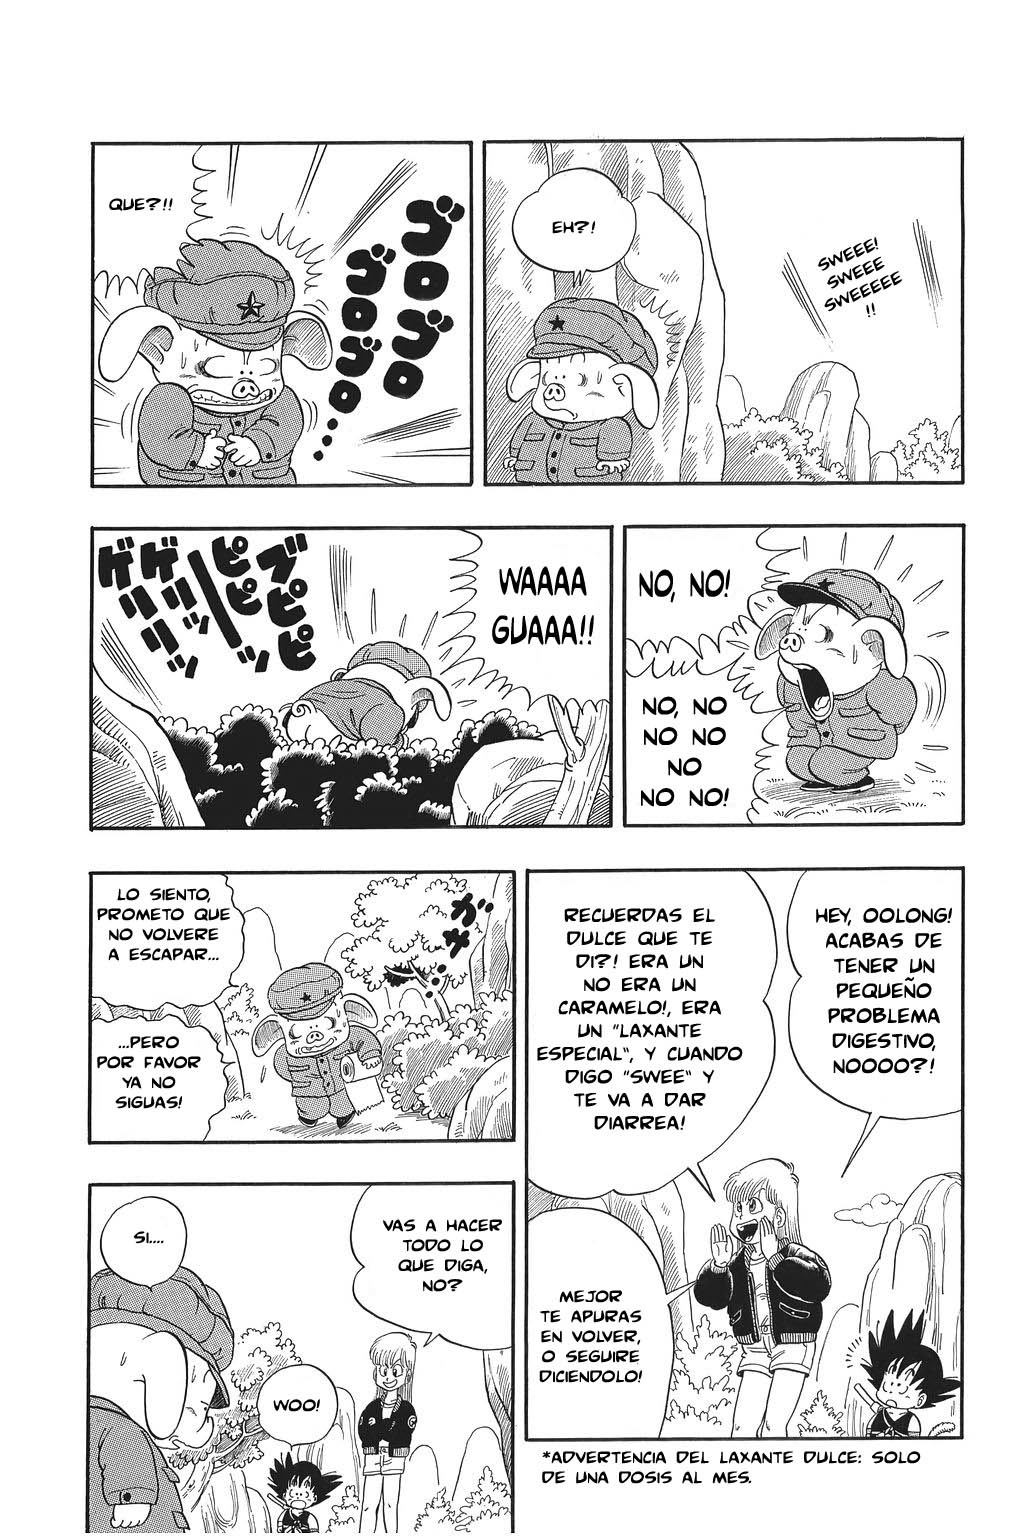 SWEEE!
SWEEE
SWEEEEE
!!
EH?!
ゴロゴロ
ゴロゴロ
QUE?!!
NO, NO!
NO, NO
NO NO
NO
NO NO!
WAAAA
GUAAA!!
ブピピピ
ゲリリッ
ゲリリッ
HEY, OOLONG!
ACABAS DE
TENER UN
PEQUEÑO
PROBLEMA
DIGESTIVO,
NOOOO?!
RECUERDAS EL
DULCE QUE TE
DI?! ERA UN
NO ERA UN
CARAMELO!, ERA
UN "LAXANTE
ESPECIAL", Y CUANDO
DIGO "SWEE" Y
TE VA A DAR
DIARREA!
MEJOR
TE APURAS
EN VOLVER,
O SEGUIRE
DICIENDOLO!
*ADVERTENCIA DEL LAXANTE DULCE: SOLO
DE UNA DOSIS AL MES.
ガサ
LO SIENTO,
PROMETO QUE
NO VOLVERE
A ESCAPAR...
...PERO
POR FAVOR
YA NO
SIGUAS!
VAS A HACER
TODO LO
QUE DIGA,
NO?
SI....
WOO!